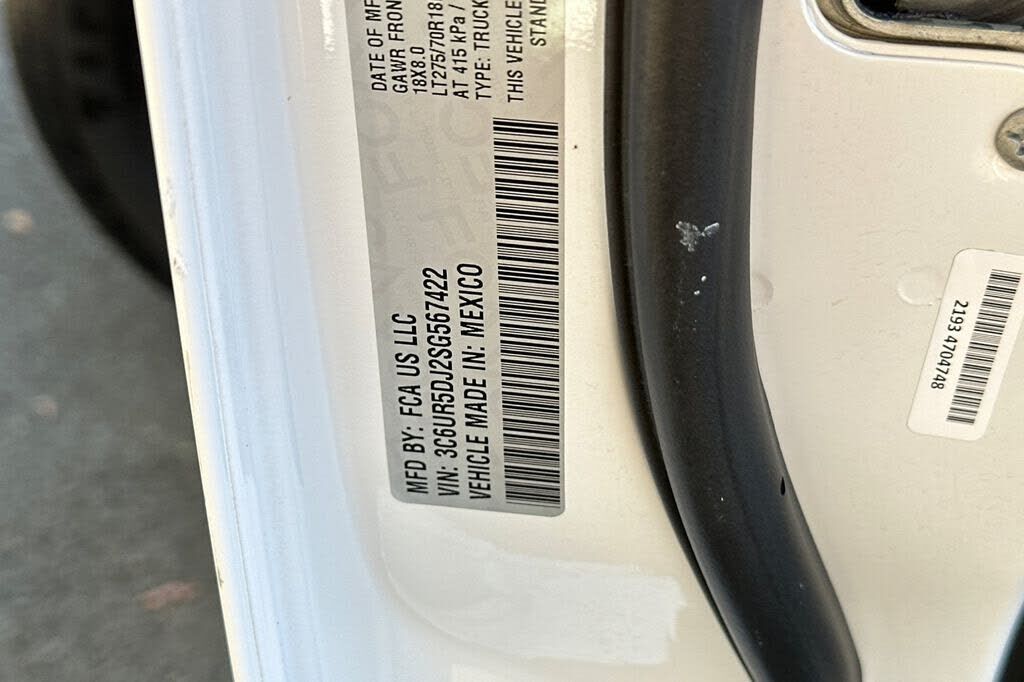 DATE OF MF
GAWR FRON
18X8.0
LT275/70R18
AT 415 kPa /
TYPE: TRUCK
THIS VEHICLE
STAND
MFD BY: FCA US LLC
VIN: 3C6UR5DJ2SG567422
VEHICLE MADE IN: MEXICO
2193 4704748